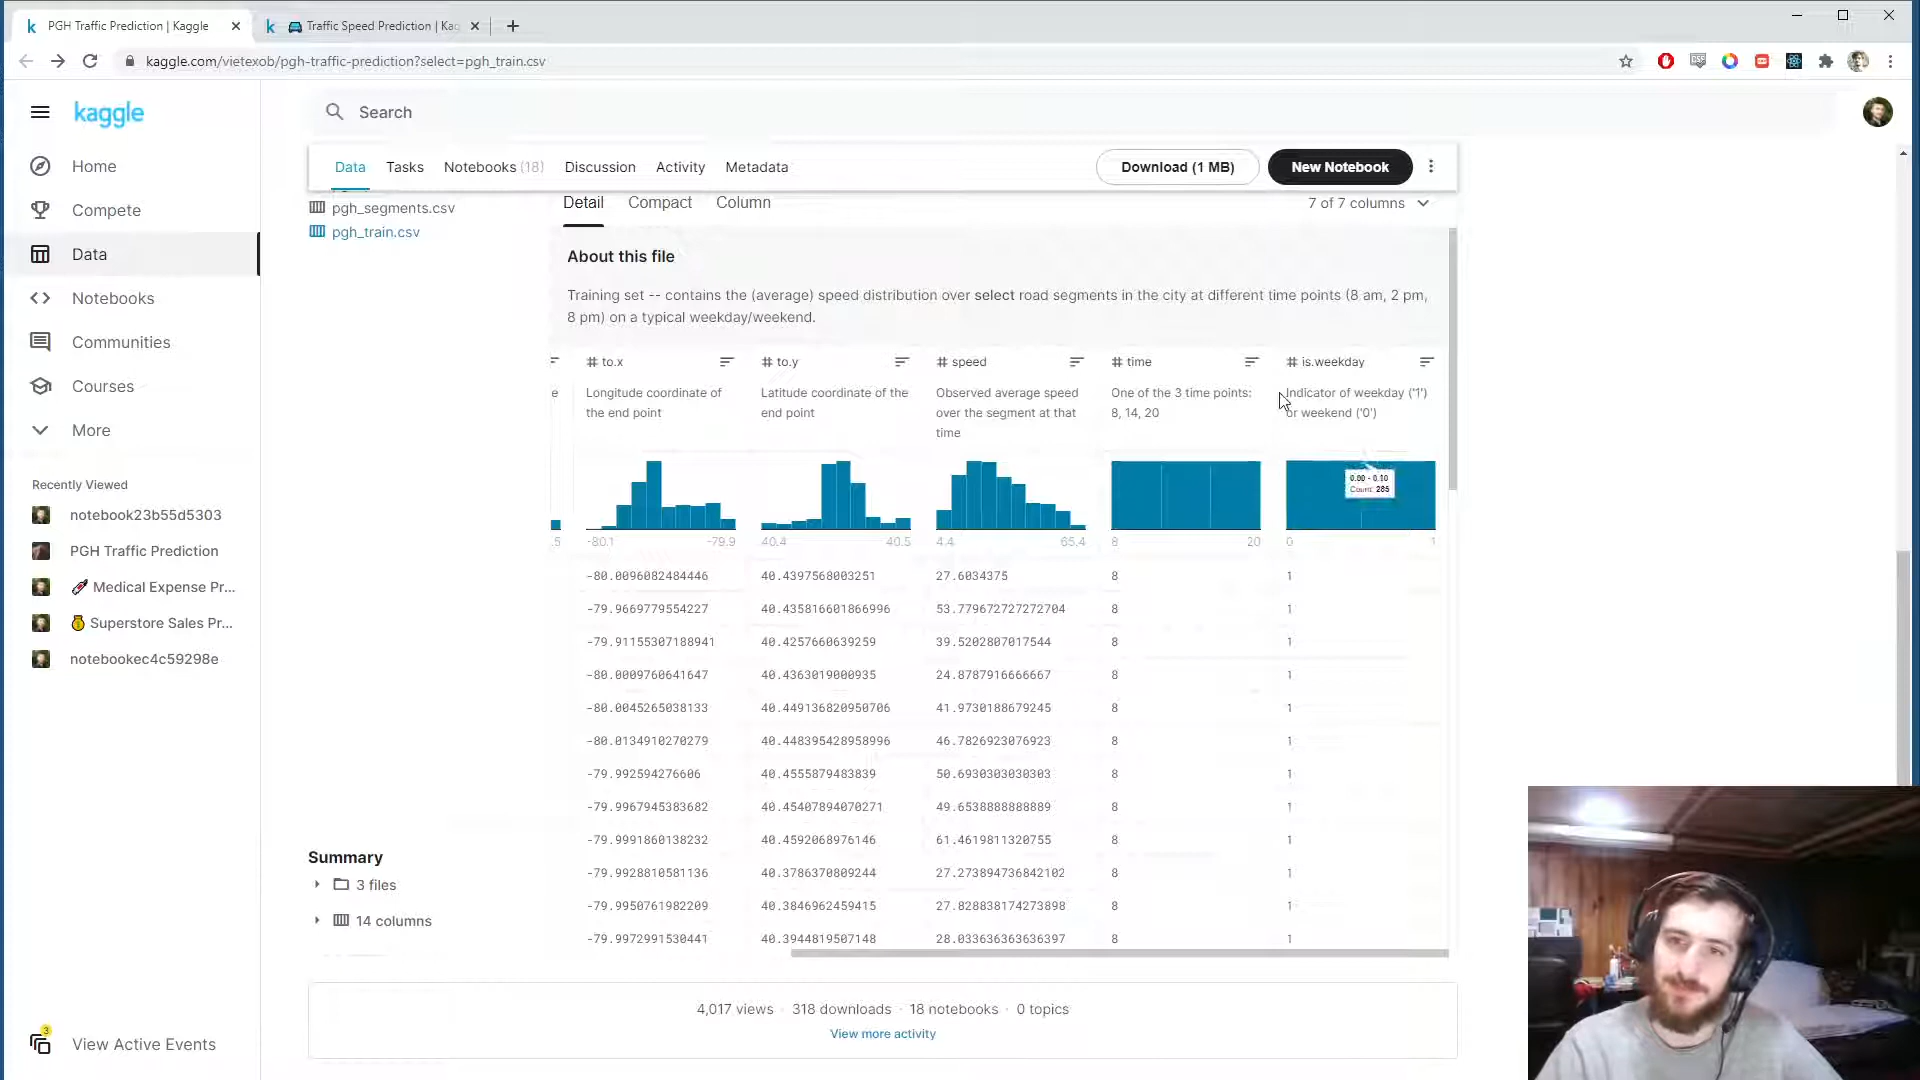 PGH Traffic Prediction | Kaggle
Traffic Speed Prediction | Kag
kaggle.com/vietexob/pgh-traffic-prediction?select=pgh_train.csv
kaggle
Search
Home
Compete
Data
Notebooks
Communities
Courses
More
Recently Viewed
notebook23b55d5303
PGH Traffic Prediction
Medical Expense Pr...
Superstore Sales Pr...
notebookec4c59298e
3
View Active Events
Data Tasks Notebooks (18) Discussion Activity Metadata
Download (1 MB)
New Notebook
pgh_segments.csv
pgh_train.csv
Detail Compact Column
7 of 7 columns
About this file
Training set -- contains the (average) speed distribution over select road segments in the city at different time points (8 am, 2 pm,
8 pm) on a typical weekday/weekend.
# to.x # to.y # speed # time # is.weekday
e
Longitude coordinate of
the end point
Latitude coordinate of the
end point
Observed average speed
over the segment at that
time
One of the 3 time points:
8, 14, 20
Indicator of weekday ('1')
or weekend ('0')
0.00 - 0.10
Count: 285
.5 -80.1 -79.9 40.4 40.5 4.4 65.4 8 20 0 1
-80.0096082484446 40.4397568003251 27.6034375 8 1
-79.9669779554227 40.435816601866996 53.779672727272704 8 1
-79.91155307188941 40.4257660639259 39.5202807017544 8 1
-80.0009760641647 40.4363019000935 24.8787916666667 8 1
-80.0045265038133 40.449136820950706 41.9730188679245 8 1
-80.0134910270279 40.448395428958996 46.7826923076923 8 1
-79.992594276606 40.4555879483839 50.6930303030303 8 1
-79.9967945383682 40.45407894070271 49.6538888888889 8 1
-79.9991860138232 40.4592068976146 61.4619811320755 8 1
-79.9928810581136 40.3786370809244 27.273894736842102 8 1
-79.9950761982209 40.3846962459415 27.828838174273898 8 1
-79.9972991530441 40.3944819507148 28.033636363636397 8 1
Summary
3 files
14 columns
4,017 views · 318 downloads · 18 notebooks · 0 topics
View more activity